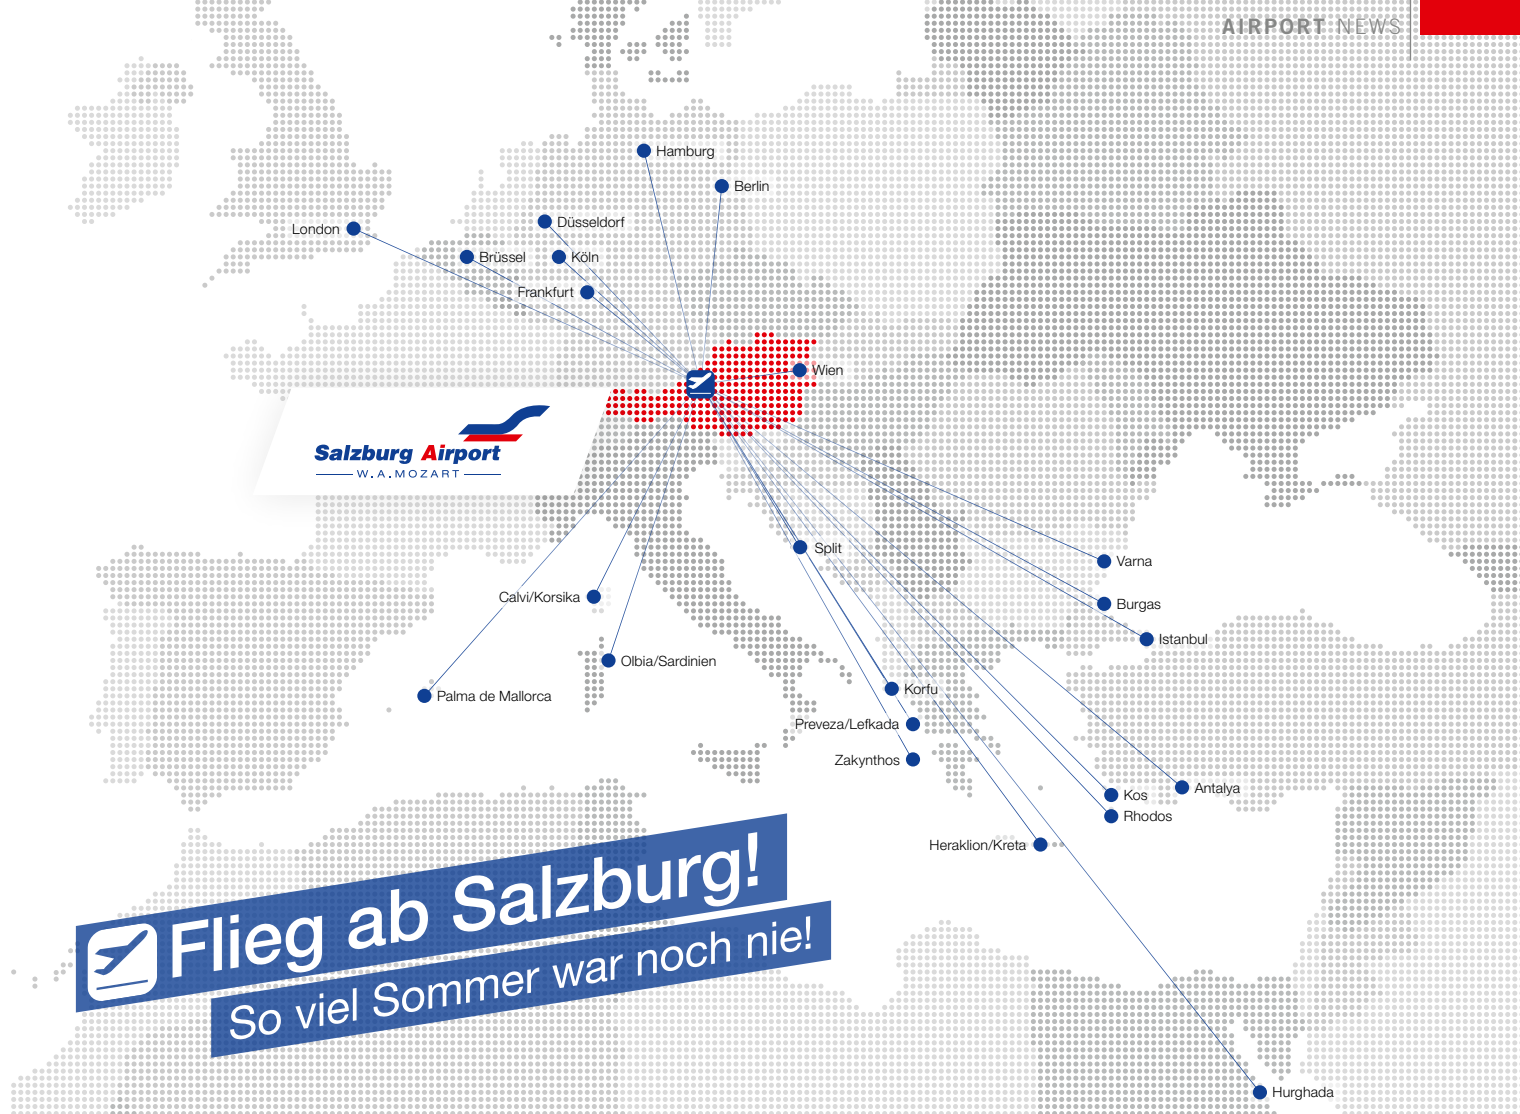 AIRPORT NEWS
Hamburg
Berlin
Düsseldorf
London
Brüssel
Köln
Frankfurt
Wien
Salzburg Airport
W.A.MOZART
Split
Varna
Calvi/Korsika
Burgas
Istanbul
Olbia/Sardinien
Korfu
Palma de Mallorca
Preveza/Lefkada
Zakynthos
Antalya
Kos
Rhodos
Heraklion/Kreta
Flieg ab Salzburg!
So viel Sommer war noch nie!
Hurghada